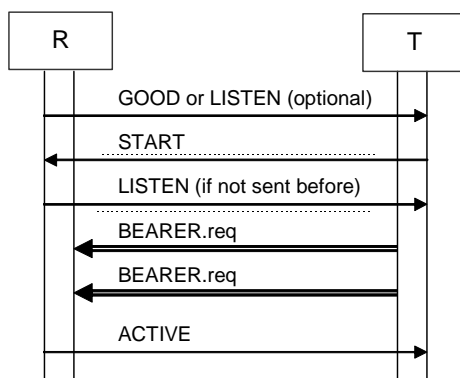 R
T
GOOD or LISTEN (optional)
START
LISTEN (if not sent before)
BEARER.req
BEARER.req
ACTIVE